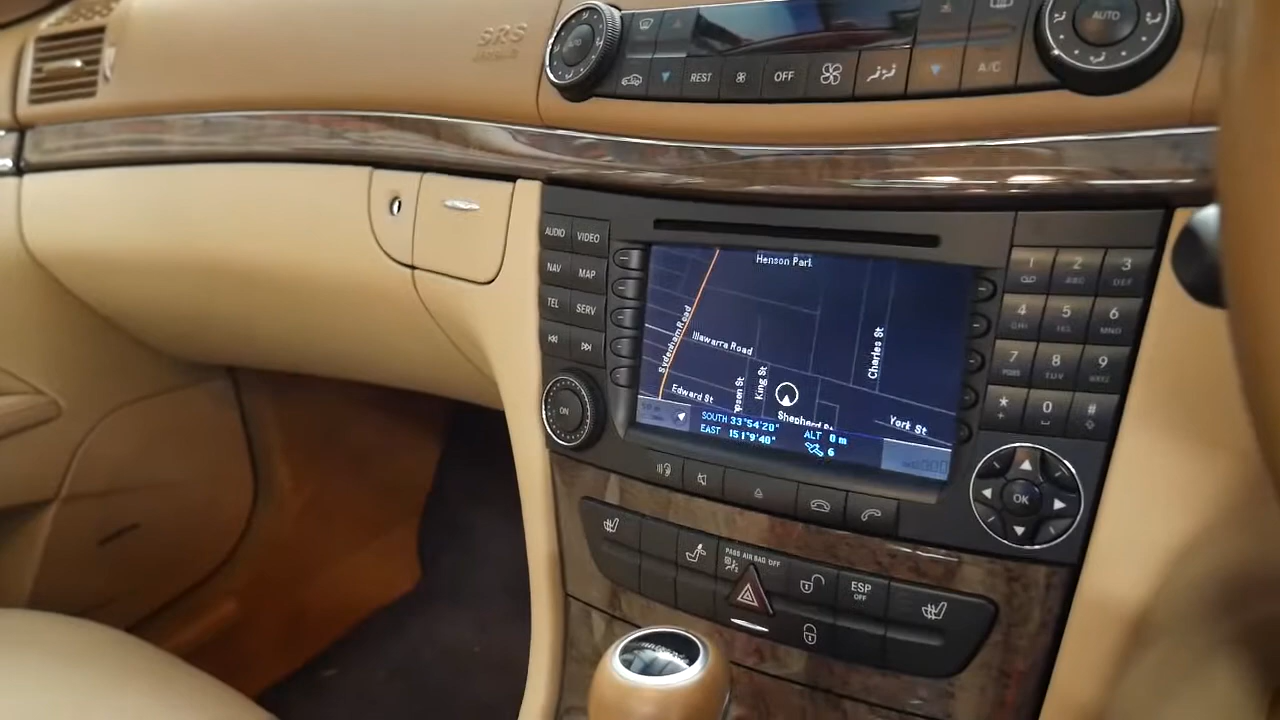 SRS
AUTO
AUTO
REST
OFF
A/C
AUDIO
VIDEO
NAV
MAP
TEL
SERV
ON
Henson Park
Sydenham Road
Illawarra Road
Charles St
King St
Edward St
Shepherd
York St
SOUTH 33°54'20"
EAST 151°9'40"
ALT 0 m
6
1
2 ABC
3 DEF
4 GHI
5 JKL
6 MNO
7 PQRS
8 TUV
9 WXYZ
*
+
0
#
OK
PASS AIR BAG OFF
ESP
OFF